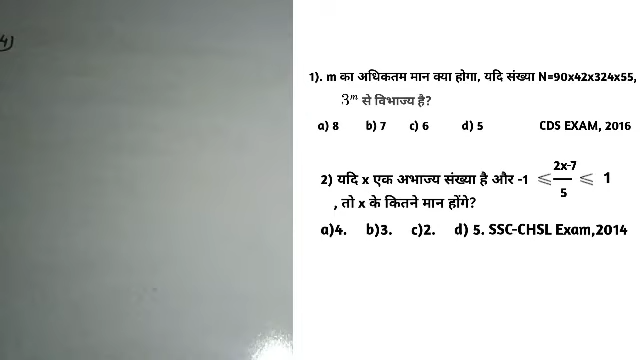 4)
1). m का अधिकतम मान क्या होगा, यदि संख्या N=90x42x324x55,
3^m से विभाज्य है?
a) 8 b) 7 c) 6 d) 5 CDS EXAM, 2016
2) यदि x एक अभाज्य संख्या है और -1 ≤ 2x-7/5 ≤ 1
, तो x के कितने मान होंगे?
a)4. b)3. c)2. d) 5. SSC-CHSL Exam,2014